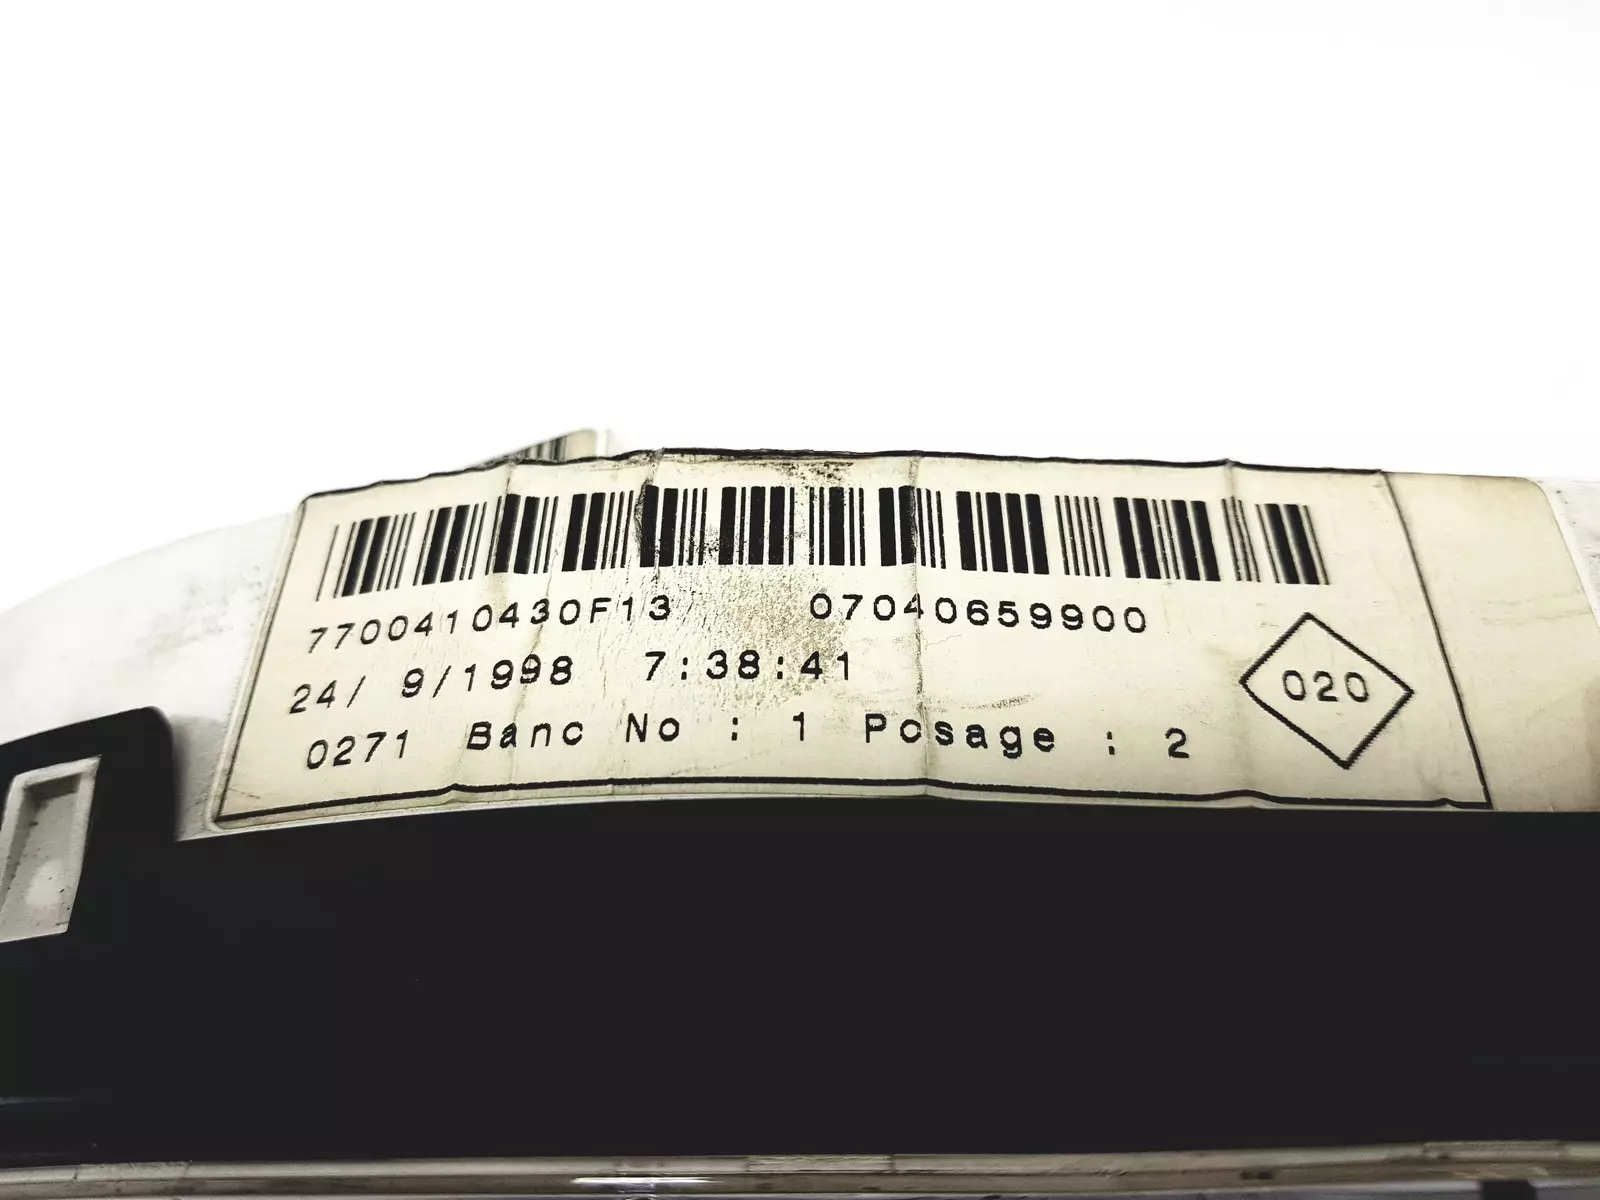 7700410430F13 07040659900
24/ 9/1998 7:38:41
020
0271 Banc No : 1 Posage : 2